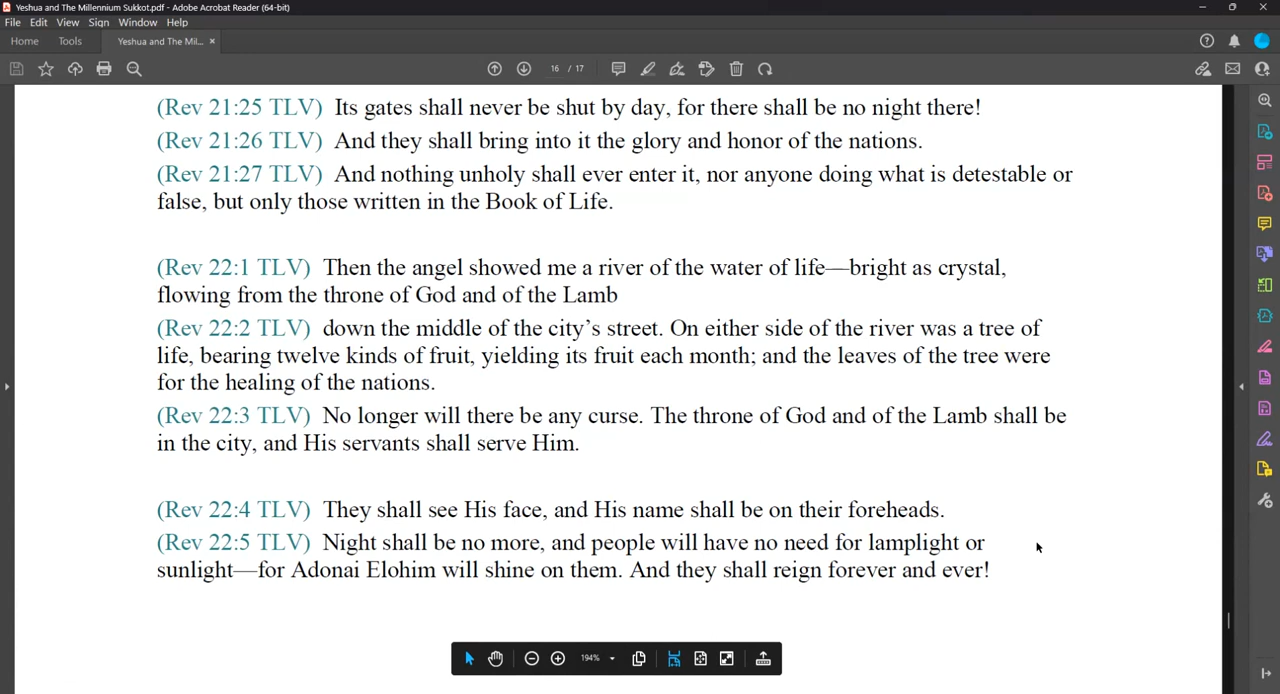 Yeshua and The Millennium Sukkot.pdf - Adobe Acrobat Reader (64-bit)
File Edit View Sign Window Help
Home Tools Yeshua and The Mil... ×
16 / 17
(Rev 21:25 TLV) Its gates shall never be shut by day, for there shall be no night there!
(Rev 21:26 TLV) And they shall bring into it the glory and honor of the nations.
(Rev 21:27 TLV) And nothing unholy shall ever enter it, nor anyone doing what is detestable or
false, but only those written in the Book of Life.
(Rev 22:1 TLV) Then the angel showed me a river of the water of life—bright as crystal,
flowing from the throne of God and of the Lamb
(Rev 22:2 TLV) down the middle of the city’s street. On either side of the river was a tree of
life, bearing twelve kinds of fruit, yielding its fruit each month; and the leaves of the tree were
for the healing of the nations.
(Rev 22:3 TLV) No longer will there be any curse. The throne of God and of the Lamb shall be
in the city, and His servants shall serve Him.
(Rev 22:4 TLV) They shall see His face, and His name shall be on their foreheads.
(Rev 22:5 TLV) Night shall be no more, and people will have no need for lamplight or
sunlight—for Adonai Elohim will shine on them. And they shall reign forever and ever!
194%